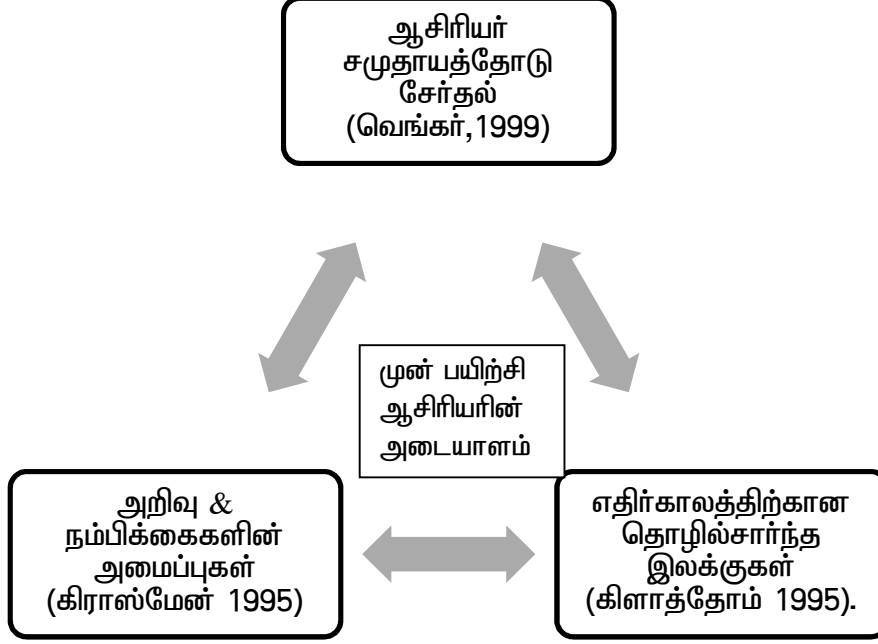 ஆசிரியர்
சமுதாயத்தோடு
சேர்தல்
(வெங்கர்,1999)
முன் பயிற்சி
ஆசிரியரின்
அடையாளம்
அறிவு &
நம்பிக்கைகளின்
அமைப்புகள்
(கிராஸ்மேன் 1995)
எதிர்காலத்திற்கான
தொழில்சார்ந்த
இலக்குகள்
(கிளாத்தோம் 1995).